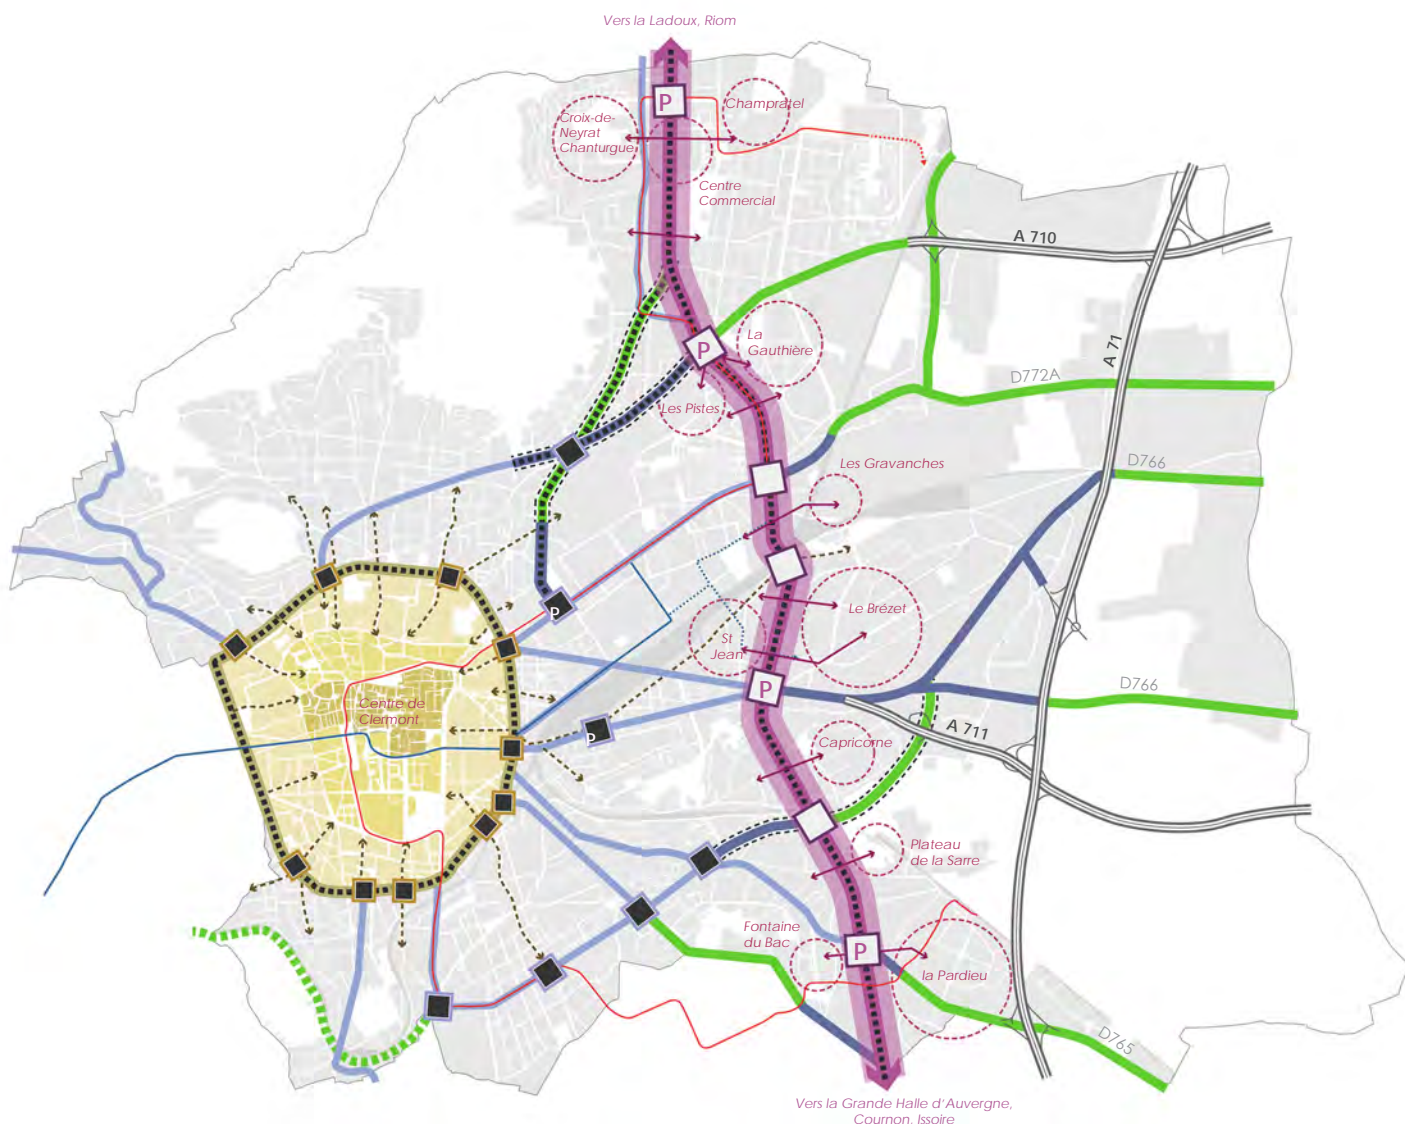 Vers la Ladoux, Riom
P
Champratel
Croix-de-
Neyrat
Chanturgue
Centre
Commercial
A 710
A 71
La
Gauthière
P
D772A
Les Pistes
Les Gravanches
D766
P
Le Brézet
St
Jean
P
D766
Centre de
Clermont
A 711
P
Capricorne
Plateau
de la Sarre
Fontaine
du Bac
P
la Pardieu
D765
Vers la Grande Halle d'Auvergne,
Cournon, Issoire